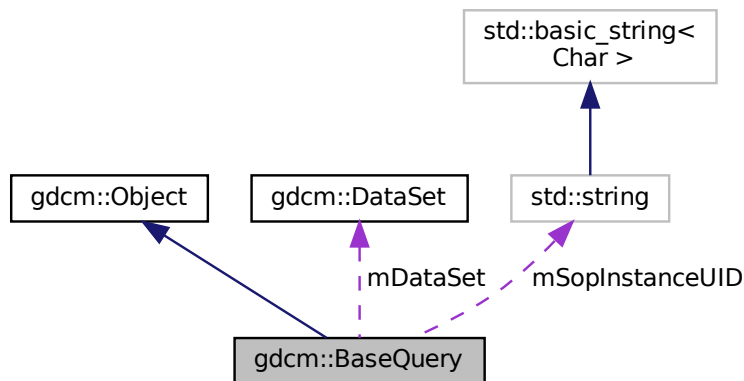 std::basic_string<
Char >
gdcm::Object
gdcm::DataSet
std::string
mDataSet
mSopInstanceUID
gdcm::BaseQuery